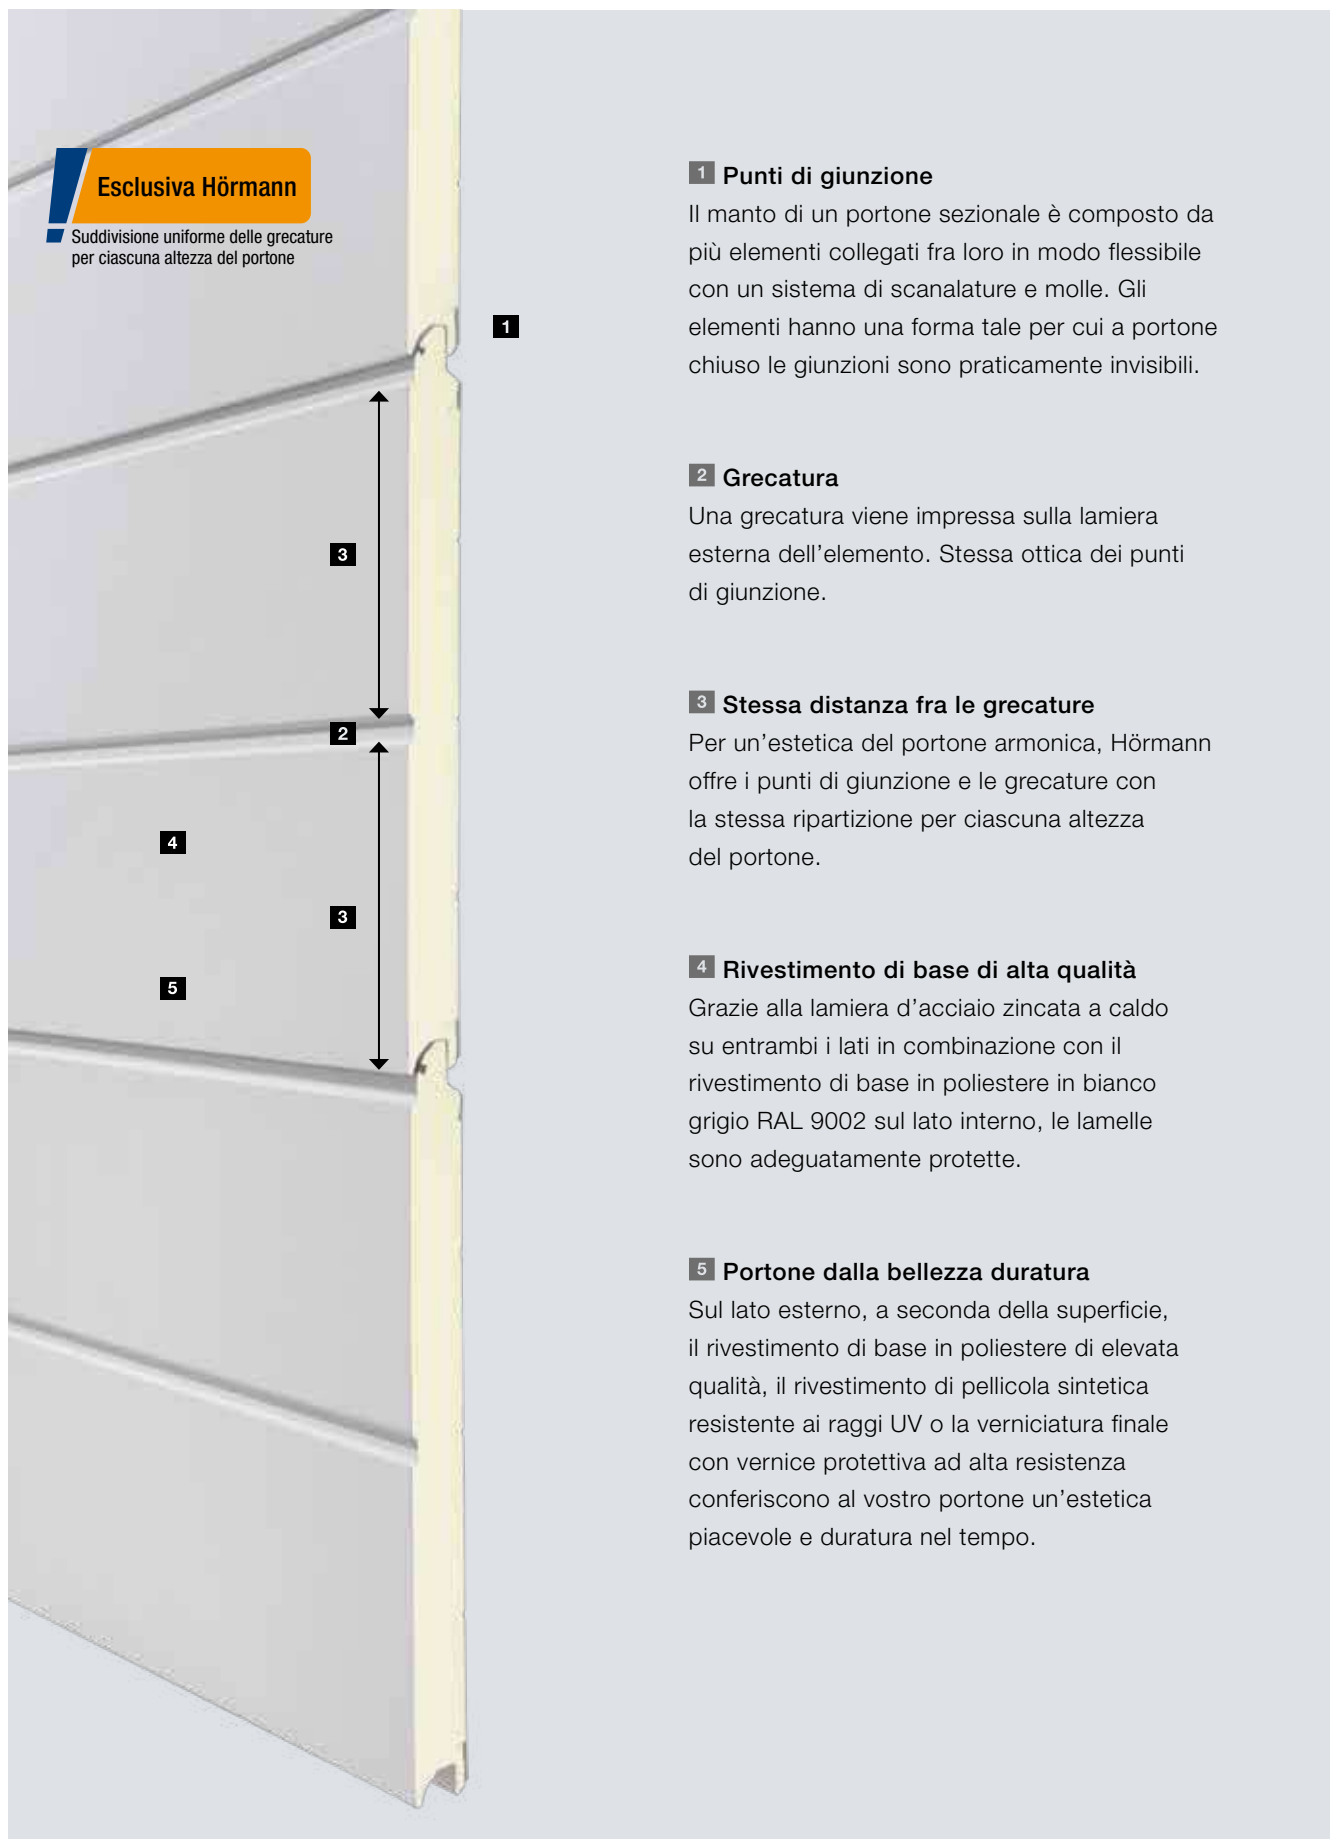 Esclusiva Hörmann
Suddivisione uniforme delle grecature
per ciascuna altezza del portone
1
3
2
4
3
5
1 Punti di giunzione
Il manto di un portone sezionale è composto da
più elementi collegati fra loro in modo flessibile
con un sistema di scanalature e molle. Gli
elementi hanno una forma tale per cui a portone
chiuso le giunzioni sono praticamente invisibili.
2 Grecatura
Una grecatura viene impressa sulla lamiera
esterna dell’elemento. Stessa ottica dei punti
di giunzione.
3 Stessa distanza fra le grecature
Per un’estetica del portone armonica, Hörmann
offre i punti di giunzione e le grecature con
la stessa ripartizione per ciascuna altezza
del portone.
4 Rivestimento di base di alta qualità
Grazie alla lamiera d’acciaio zincata a caldo
su entrambi i lati in combinazione con il
rivestimento di base in poliestere in bianco
grigio RAL 9002 sul lato interno, le lamelle
sono adeguatamente protette.
5 Portone dalla bellezza duratura
Sul lato esterno, a seconda della superficie,
il rivestimento di base in poliestere di elevata
qualità, il rivestimento di pellicola sintetica
resistente ai raggi UV o la verniciatura finale
con vernice protettiva ad alta resistenza
conferiscono al vostro portone un’estetica
piacevole e duratura nel tempo.